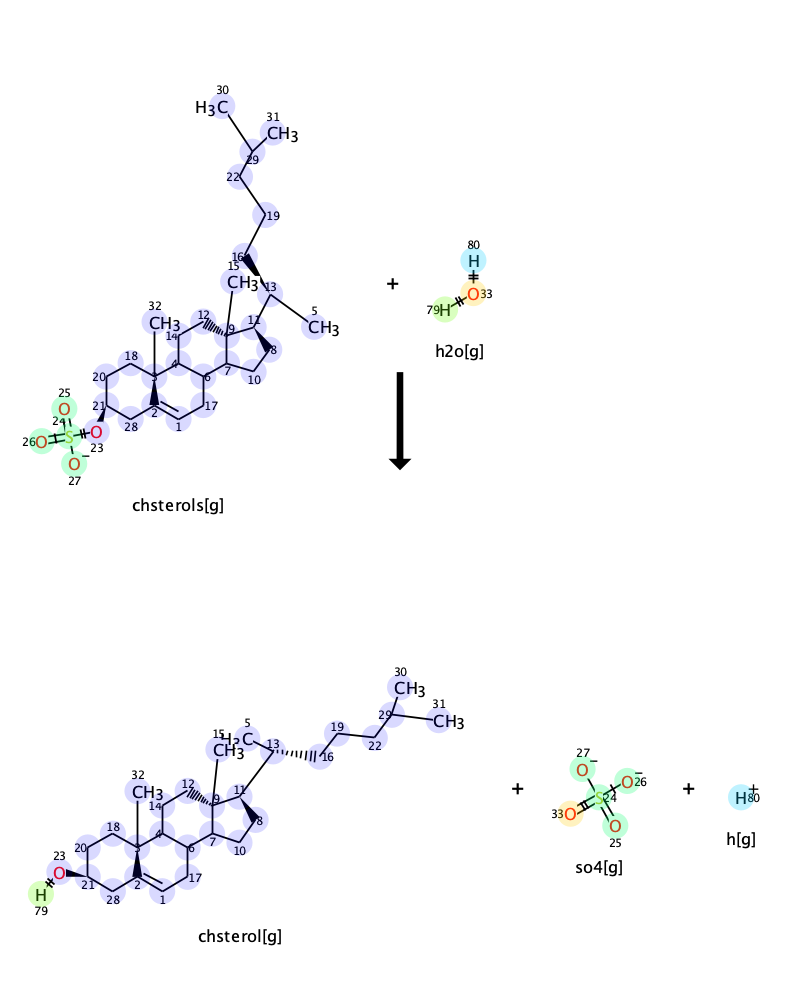 30
H₃C
31
CH₃
29
22
19
16
15
CH₃
13
5
CH₃
+
80
H
O 33
79 H
h2o[g]
32
CH₃
12
14
9
11
8
18
4
3
6
7
10
20
21
28
2
1
17
25
O
24
S
26 O
O
23
O⁻
27
chsterols[g]
30
CH₃
31
CH₃
29
22
19
16
15
CH₃
5
H₃C
13
32
CH₃
12
14
9
11
8
18
4
3
6
7
10
20
23
O
21
H
79
28
2
1
17
chsterol[g]
+
27
O⁻
O⁻ 26
S 24
33 O
O
25
so4[g]
+
H⁺ 80
h[g]